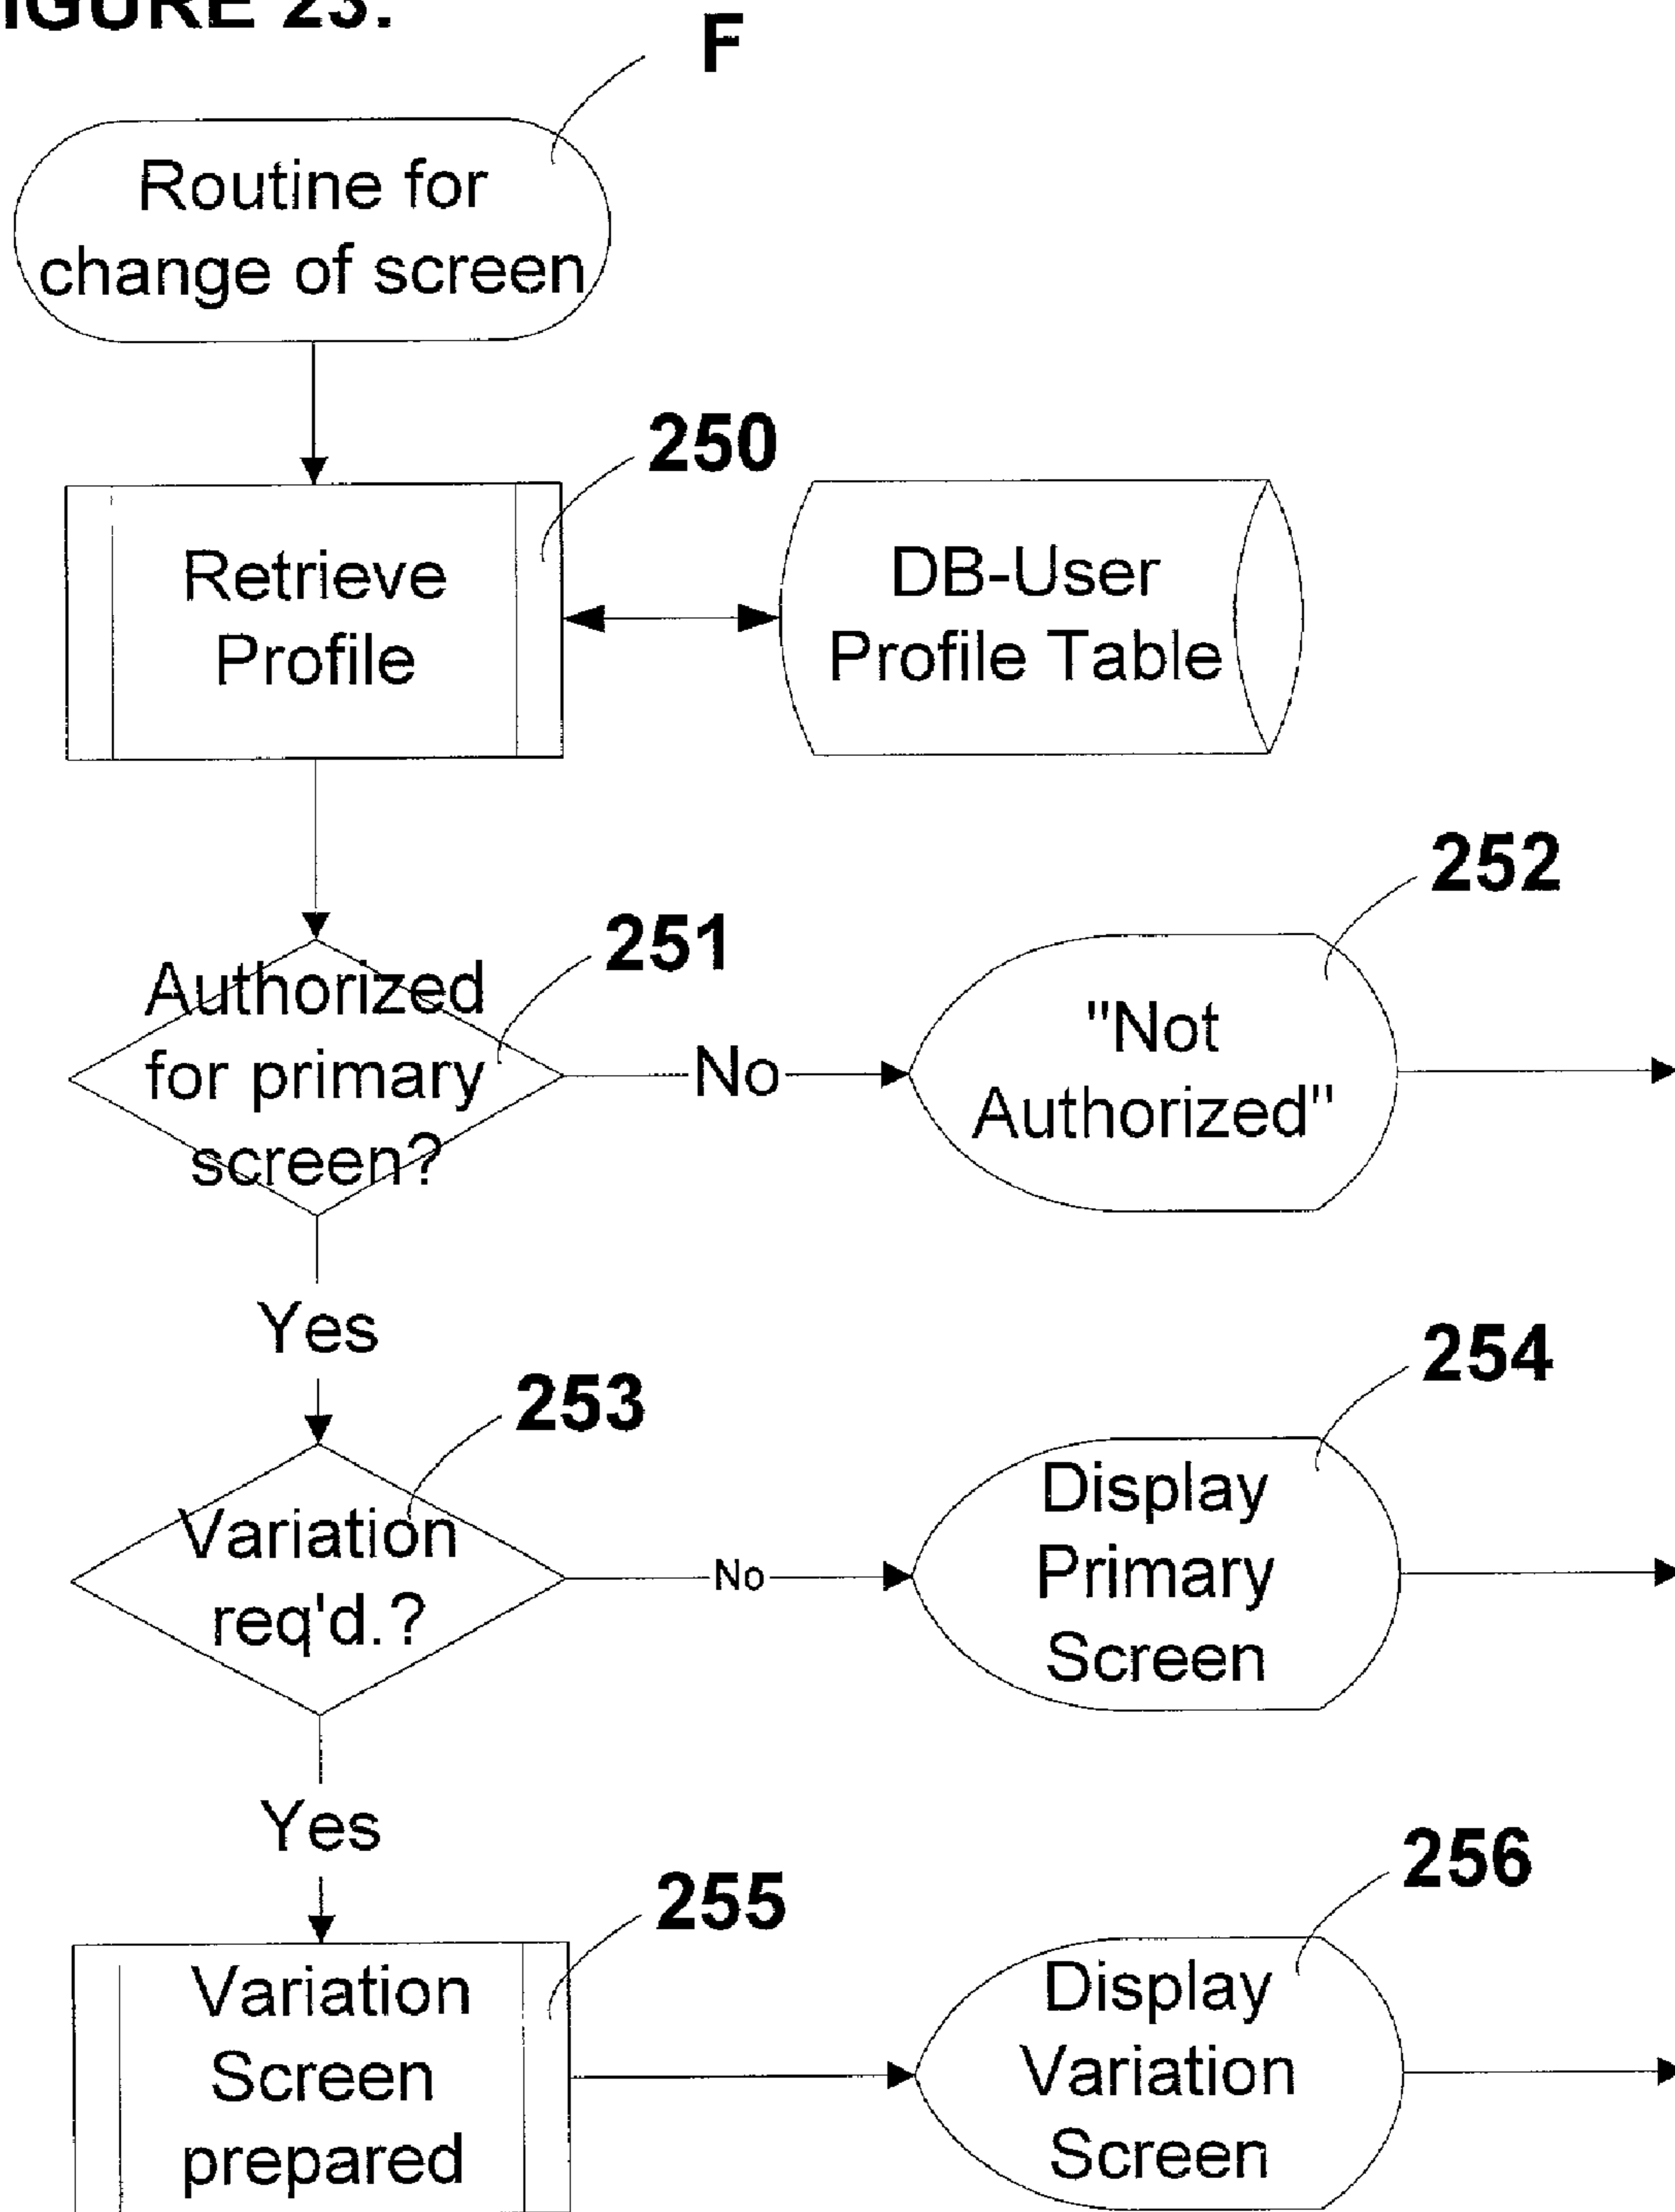 IGURE 23.
F
Routine for
change of screen
250
Retrieve
Profile
DB-User
Profile Table
252
251
Authorized
for primary
screen?
No
"Not
Authorized"
Yes
254
253
Variation
req'd.?
No
Display
Primary
Screen
Yes
256
255
Variation
Screen
prepared
Display
Variation
Screen